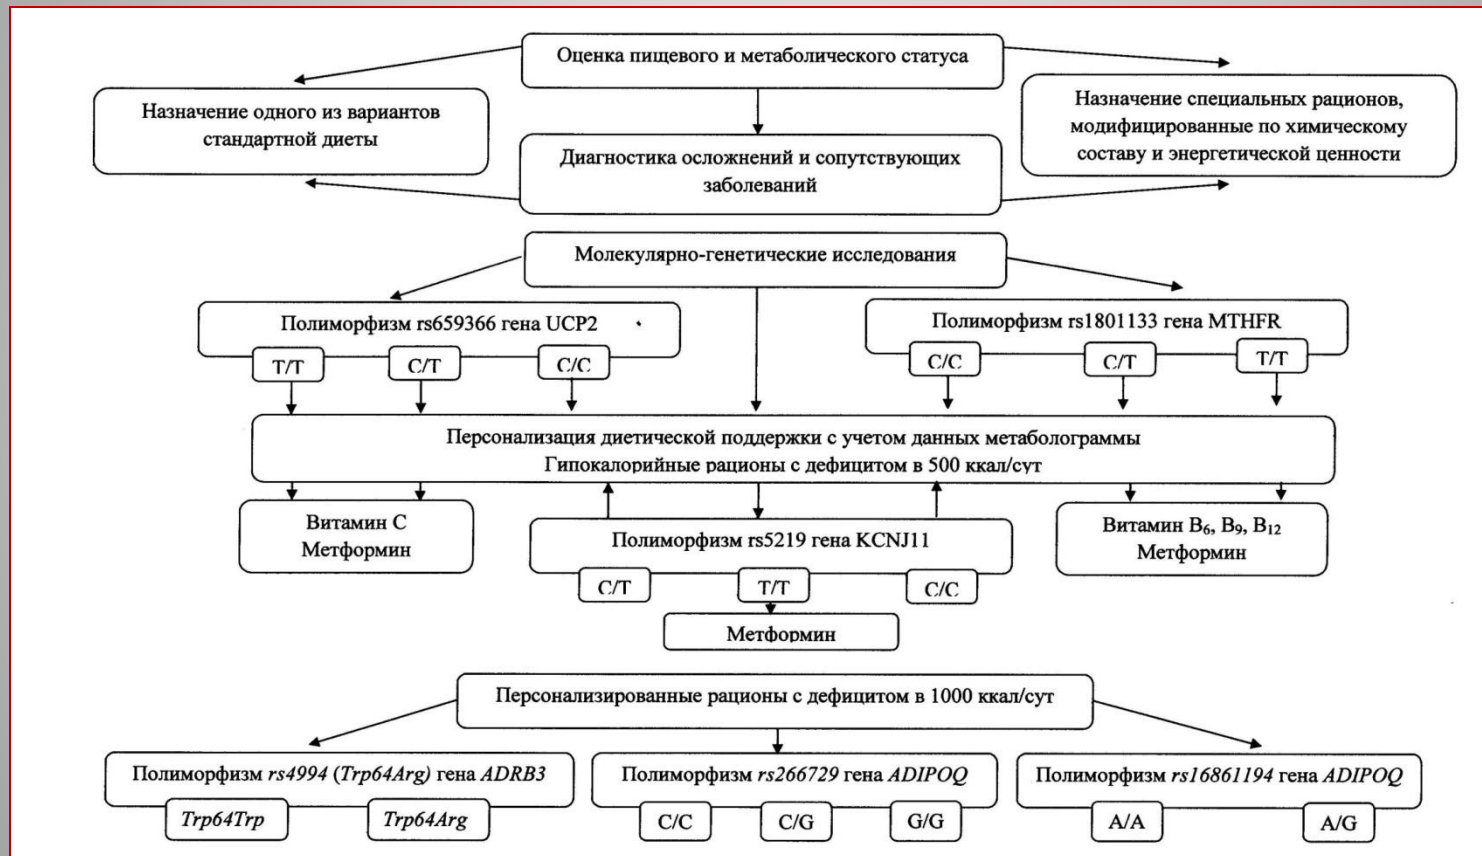 Оценка пищевого и метаболического статуса
Назначение одного из вариантов
стандартной диеты
Назначение специальных рационов,
модифицированные по химическому
составу и энергетической ценности
Диагностика осложнений и сопутствующих
заболеваний
Молекулярно-генетические исследования
Полиморфизм rs659366 гена UCP2
Полиморфизм rs1801133 гена MTHFR
T/T
C/T
C/C
C/C
C/T
T/T
Персонализация диетической поддержки с учетом данных метаболограммы
Гипокалорийные рационы с дефицитом в 500 ккал/сут
Витамин С
Метформин
Полиморфизм rs5219 гена KCNJ11
Витамин B₆, B₉, B₁₂
Метформин
C/T
T/T
C/C
Метформин
Персонализированные рационы с дефицитом в 1000 ккал/сут
Полиморфизм rs4994 (Trp64Arg) гена ADRB3
Полиморфизм rs266729 гена ADIPOQ
Полиморфизм rs16861194 гена ADIPOQ
Trp64Trp
Trp64Arg
C/C
C/G
G/G
A/A
A/G